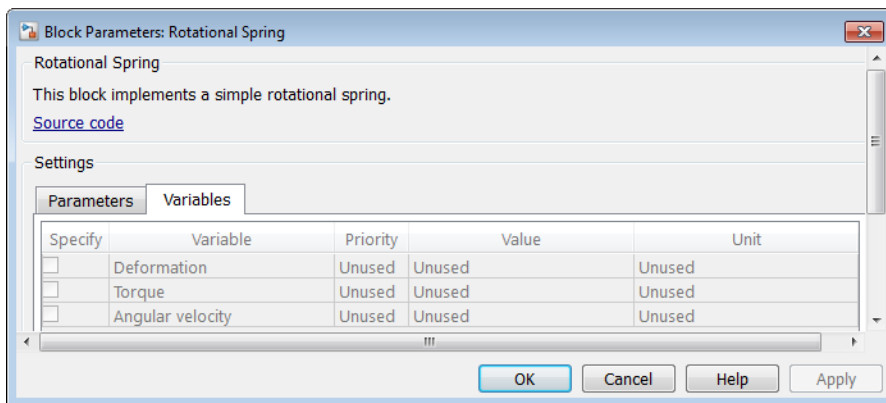 Block Parameters: Rotational Spring
Rotational Spring
This block implements a simple rotational spring.
Source code
Settings
Parameters Variables
Specify Variable Priority Value Unit
Deformation Unused Unused Unused
Torque Unused Unused Unused
Angular velocity Unused Unused Unused
OK Cancel Help Apply